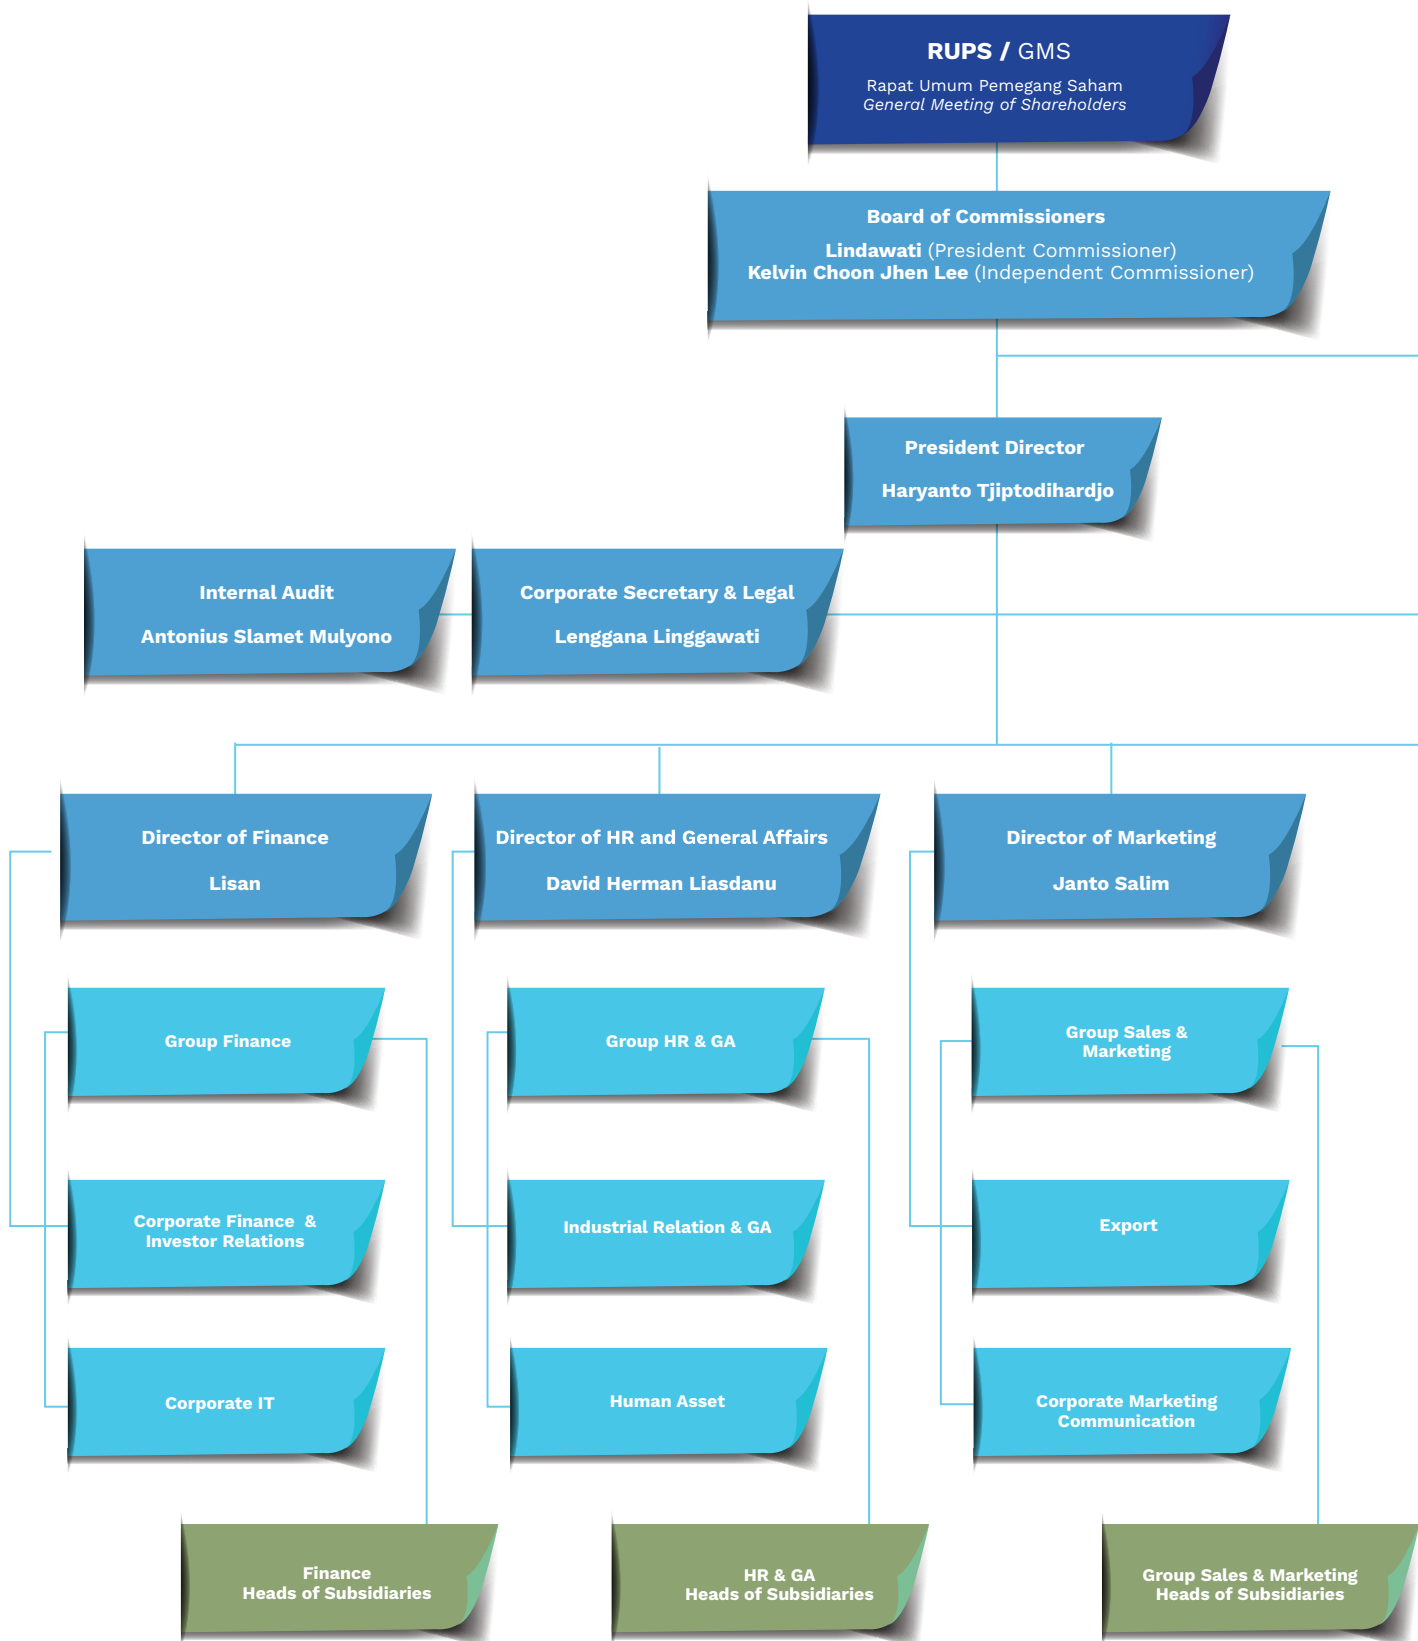 RUPS / GMS
Rapat Umum Pemegang Saham
General Meeting of Shareholders
Board of Commissioners
Lindawati (President Commissioner)
Kelvin Choon Jhen Lee (Independent Commissioner)
President Director
Haryanto Tjiptodihardjo
Internal Audit
Antonius Slamet Mulyono
Corporate Secretary & Legal
Lenggana Linggawati
Director of Finance
Lisan
Director of HR and General Affairs
David Herman Liasdanu
Director of Marketing
Janto Salim
Group Finance
Group HR & GA
Group Sales &
Marketing
Corporate Finance &
Investor Relations
Industrial Relation & GA
Export
Corporate IT
Human Asset
Corporate Marketing
Communication
Finance
Heads of Subsidiaries
HR & GA
Heads of Subsidiaries
Group Sales & Marketing
Heads of Subsidiaries